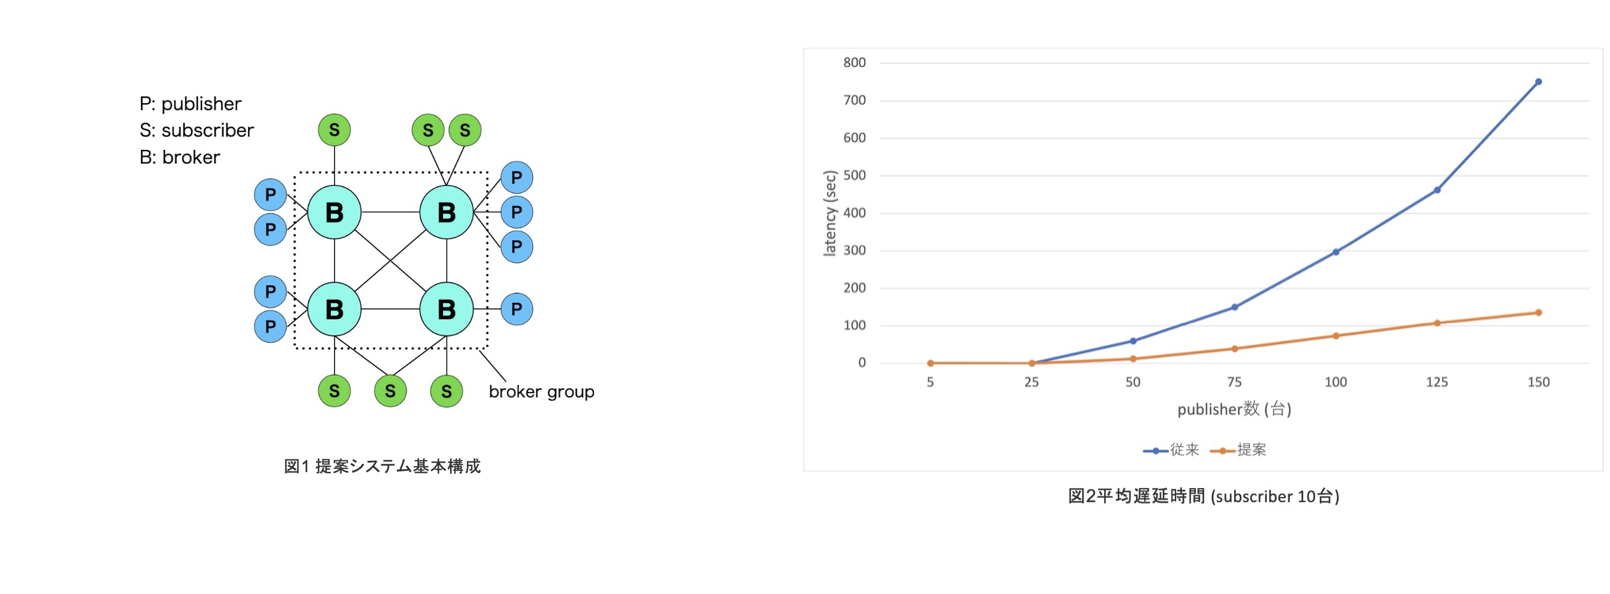 P: publisher
S: subscriber
B: broker
S
S S
P
P
B
B
P
P
P
P
P
B
B
P
S
S
S
broker group
図1 提案システム基本構成
800
700
600
500
400
300
200
100
0
latency (sec)
5 25 50 75 100 125 150
publisher数 (台)
従来 提案
図2平均遅延時間 (subscriber 10台)